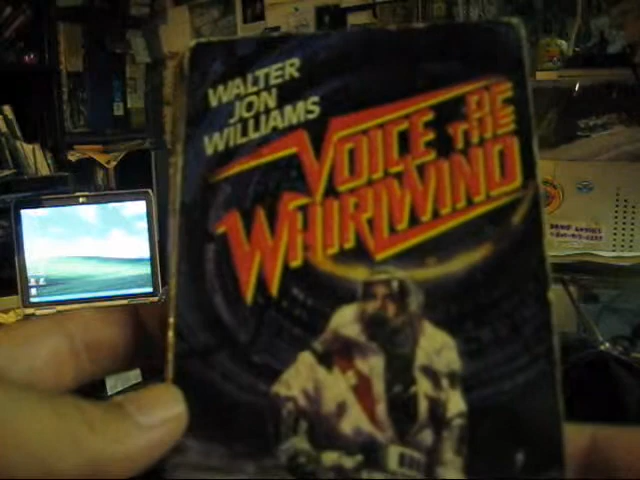 WALTER
JON
WILLIAMS
VOICE OF
THE
WHIRLWIND